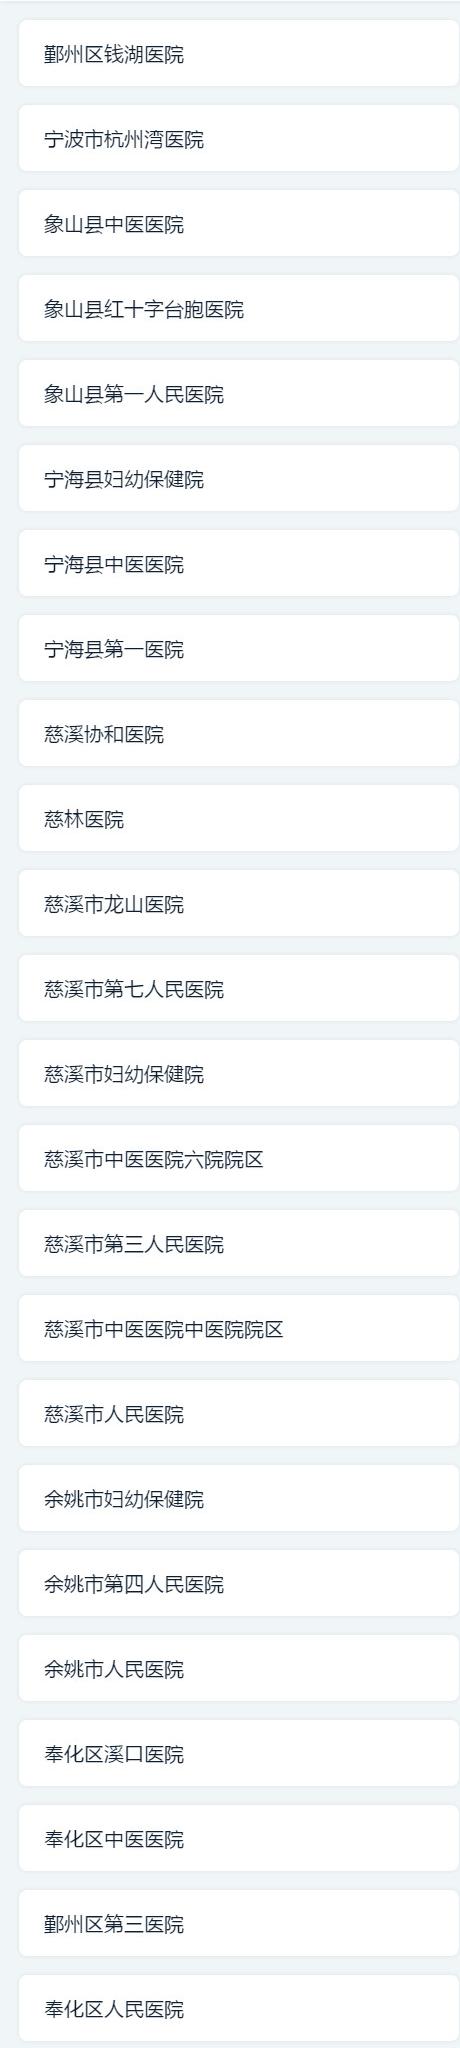 鄞州区钱湖医院
宁波市杭州湾医院
象山县中医医院
象山县红十字台胞医院
象山县第一人民医院
宁海县妇幼保健院
宁海县中医医院
宁海县第一医院
慈溪协和医院
慈林医院
慈溪市龙山医院
慈溪市第七人民医院
慈溪市妇幼保健院
慈溪市中医医院六院院区
慈溪市第三人民医院
慈溪市中医医院中医院院区
慈溪市人民医院
余姚市妇幼保健院
余姚市第四人民医院
余姚市人民医院
奉化区溪口医院
奉化区中医医院
鄞州区第三医院
奉化区人民医院